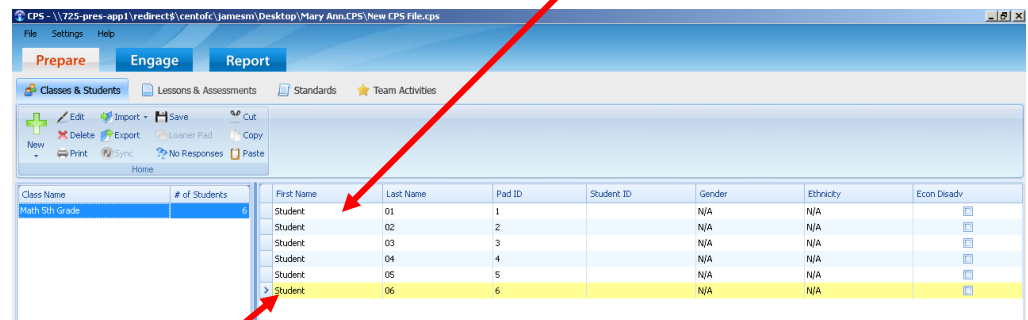 CPS - \\725-pres-app1\redirect$\centofc\jamesm\Desktop\Mary Ann.CPS\New CPS File.cps
File Settings Help
Prepare Engage Report
Classes & Students Lessons & Assessments Standards Team Activities
New Edit Import Save Cut
Delete Export Loaner Pad Copy
Print Sync No Responses Paste
Home
Class Name # of Students First Name Last Name Pad ID Student ID Gender Ethnicity Econ Disadv
Math 5th Grade 6 Student 01 1 N/A N/A
Student 02 2 N/A N/A
Student 03 3 N/A N/A
Student 04 4 N/A N/A
Student 05 5 N/A N/A
Student 06 6 N/A N/A